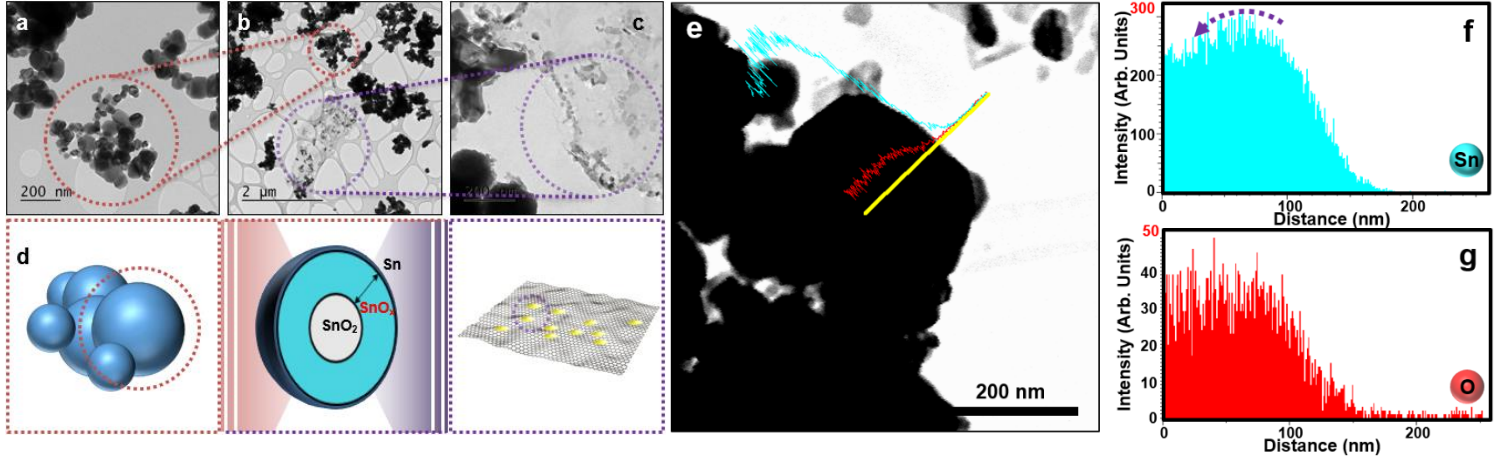 a
200 nm
b
2 µm
c
d
Sn
SnOx
SnO2
e
200 nm
f
Intensity (Arb. Units)
300
200
100
0
0
100
200
Distance (nm)
Sn
g
Intensity (Arb. Units)
50
40
30
20
10
0
0
100
200
Distance (nm)
O